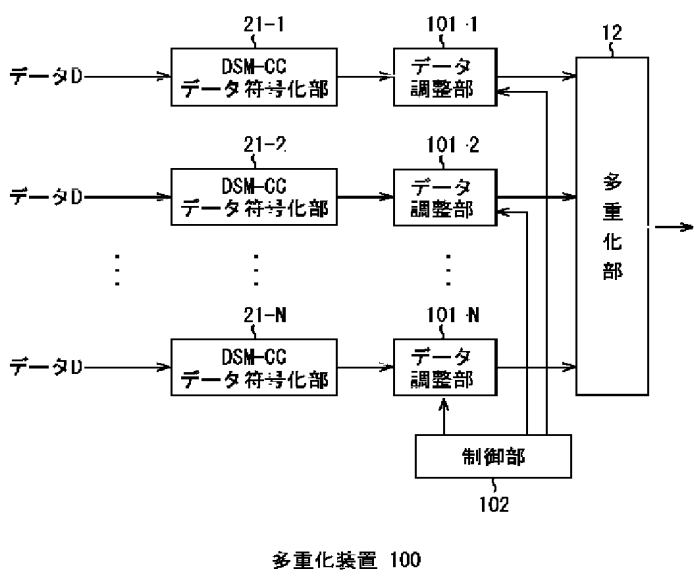 21-1
101-1
12
データD
DSM-CC
データ符号化部
データ
調整部
21-2
101-2
データD
DSM-CC
データ符号化部
データ
調整部
多重化部
21-N
101-N
データD
DSM-CC
データ符号化部
データ
調整部
制御部
102
多重化装置 100